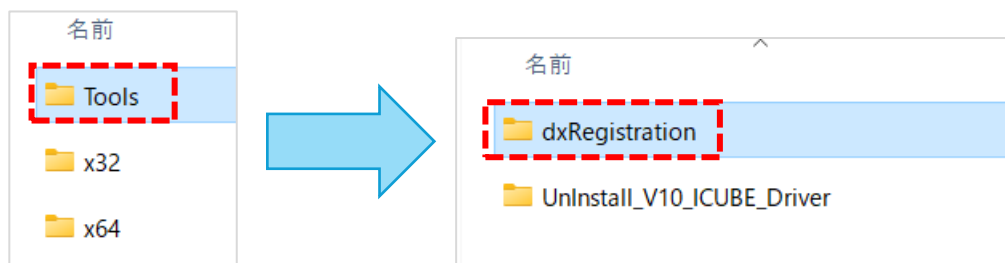 名前
Tools
x32
x64
名前
dxRegistration
UnInstall_V10_ICUBE_Driver